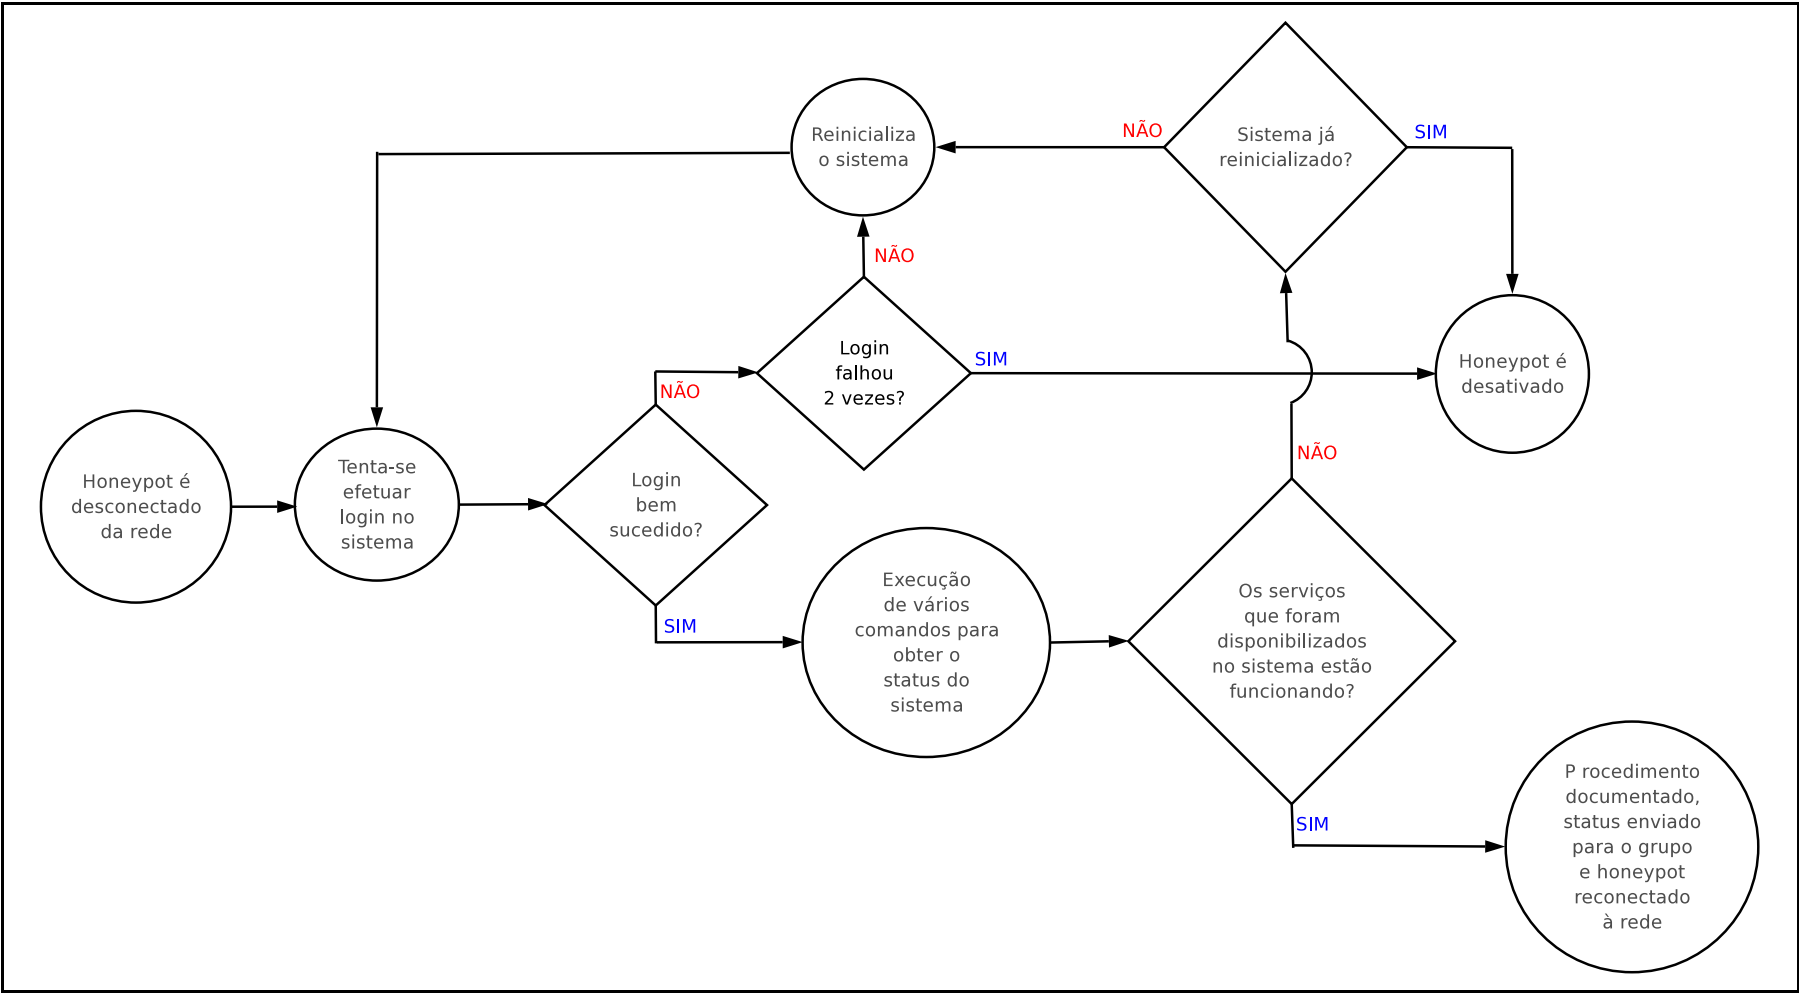 Reinicializa
o sistema
NÃO
Sistema já
reinicializado?
SIM
NÃO
Login
falhou
2 vezes?
SIM
Honeypot é
desativado
NÃO
Honeypot é
desconectado
da rede
Tenta-se
efetuar
login no
sistema
Login
bem
sucedido?
NÃO
SIM
Execução
de vários
comandos para
obter o
status do
sistema
Os serviços
que foram
disponibilizados
no sistema estão
funcionando?
SIM
P rocedimento
documentado,
status enviado
para o grupo
e honeypot
reconectado
à rede